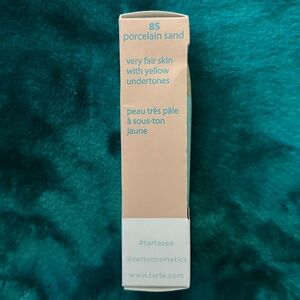 8S
porcelain sand
very fair skin
with yellow
undertones
peau très pâle
à sous-ton
jaune
#tartesea
@tartecosmetics
www.tarte.com